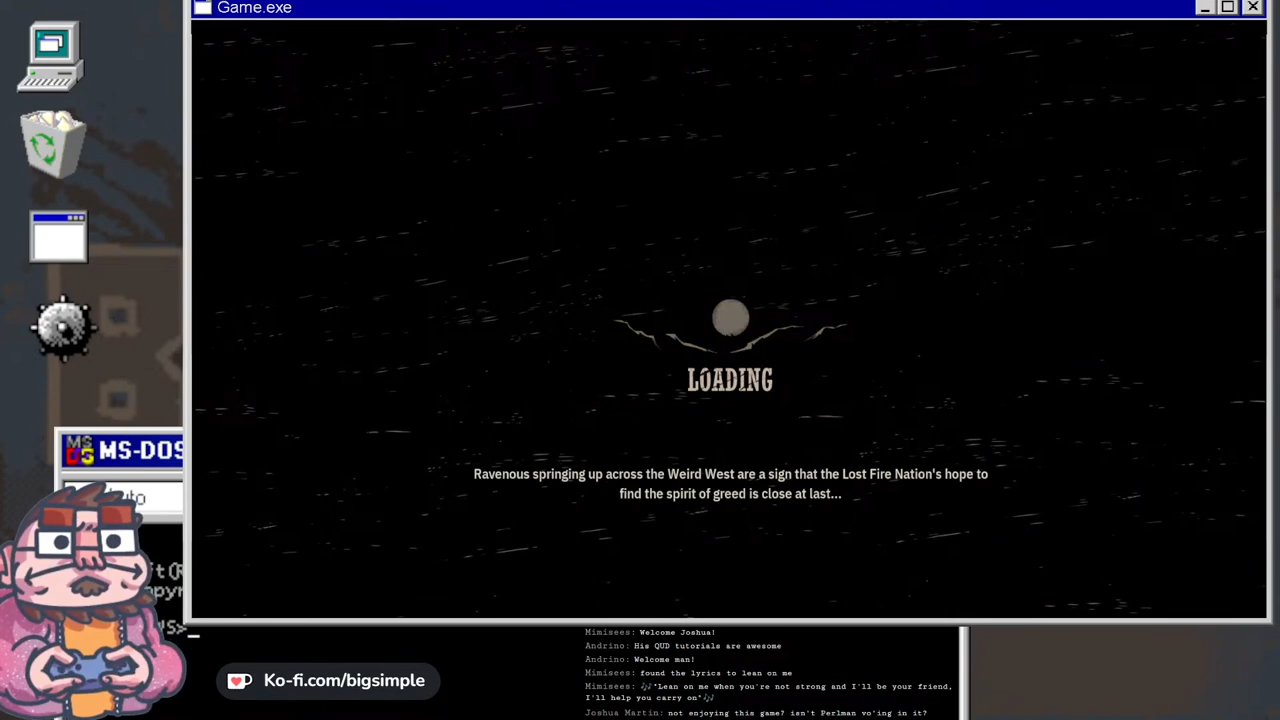 Game.exe
LOADING
Ravenous springing up across the Weird West are a sign that the Lost Fire Nation's hope to
find the spirit of greed is close at last...
MS-DOS
Ko-fi.com/bigsimple
Mimisees: Welcome Joshua!
Andrino: His QUD tutorials are awesome
Andrino: Welcome man!
Mimisees: found the lyrics to lean on me
Mimisees: 🎶"Lean on me when you're not strong and I'll be your friend,
I'll help you carry on"🎶
Joshua Martin: not enjoying this game? isn't Perlman vo'ing in it?